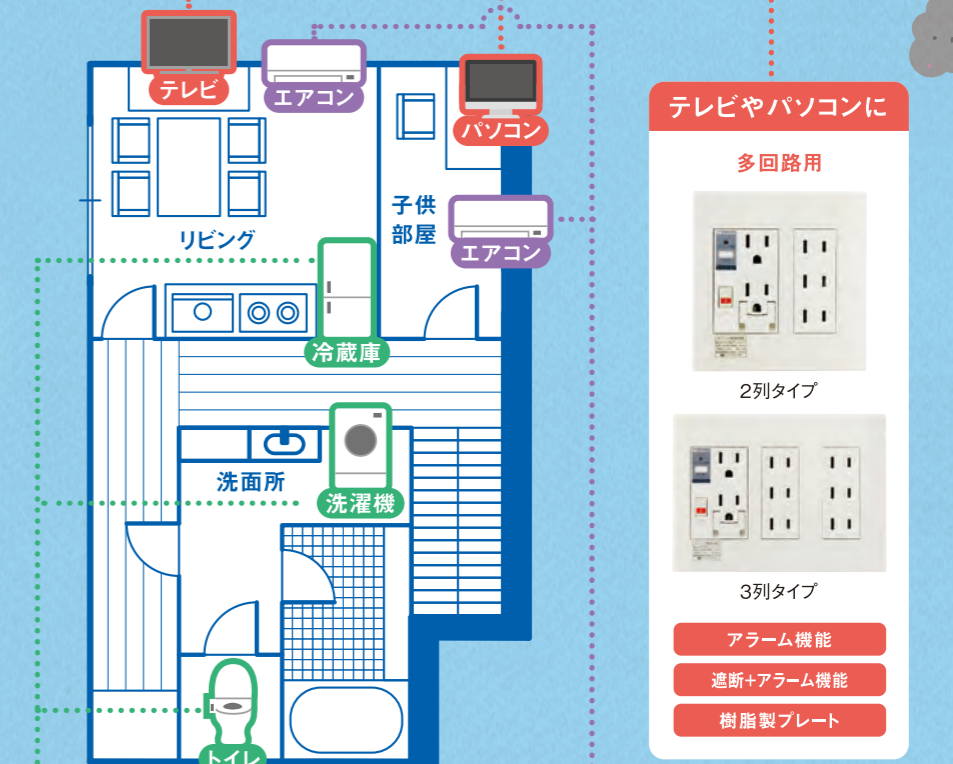 テレビ
エアコン
パソコン
子供
部屋
リビング
エアコン
冷蔵庫
洗面所
洗濯機
トイレ
テレビやパソコンに
多回路用
2列タイプ
3列タイプ
アラーム機能
遮断+アラーム機能
樹脂製プレート